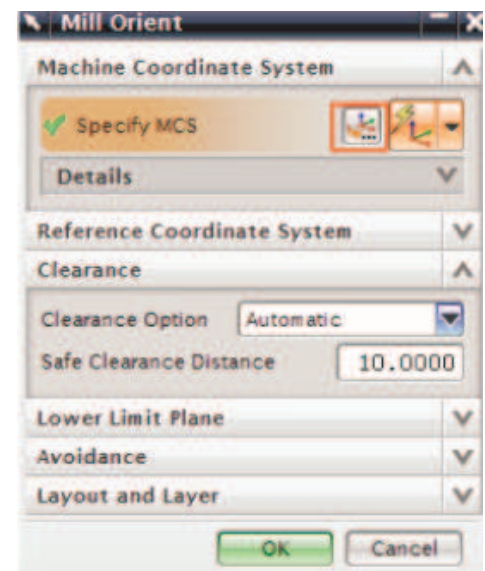 Mill Orient
Machine Coordinate System
Specify MCS
Details
Reference Coordinate System
Clearance
Clearance Option Automatic
Safe Clearance Distance 10.0000
Lower Limit Plane
Avoidance
Layout and Layer
OK Cancel